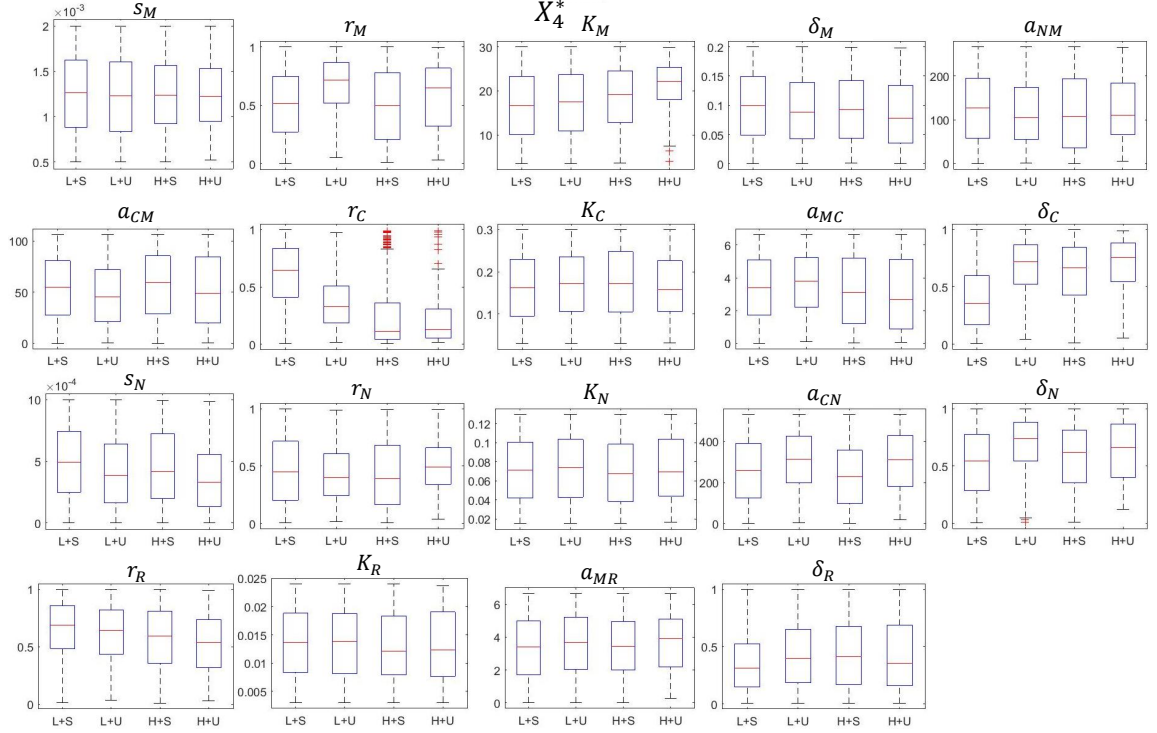 X₄*
s_M r_M K_M δ_M a_NM
×10⁻³
2 1.5 1 0.5
1 0.5 0
30 20 10
0.2 0.15 0.1 0.05 0
200 100 0
L+S L+U H+S H+U L+S L+U H+S H+U L+S L+U H+S H+U L+S L+U H+S H+U L+S L+U H+S H+U
a_CM r_C K_C a_MC δ_C
100 50 0
1 0.5 0
0.3 0.2 0.1
6 4 2 0
1 0.5 0
L+S L+U H+S H+U L+S L+U H+S H+U L+S L+U H+S H+U L+S L+U H+S H+U L+S L+U H+S H+U
s_N r_N K_N a_CN δ_N
×10⁻⁴
10 5 0
1 0.5 0
0.12 0.1 0.08 0.06 0.04 0.02
400 200 0
1 0.5 0
L+S L+U H+S H+U L+S L+U H+S H+U L+S L+U H+S H+U L+S L+U H+S H+U L+S L+U H+S H+U
r_R K_R a_MR δ_R
1 0.5 0
0.025 0.02 0.015 0.01 0.005
6 4 2 0
1 0.5 0
L+S L+U H+S H+U L+S L+U H+S H+U L+S L+U H+S H+U L+S L+U H+S H+U